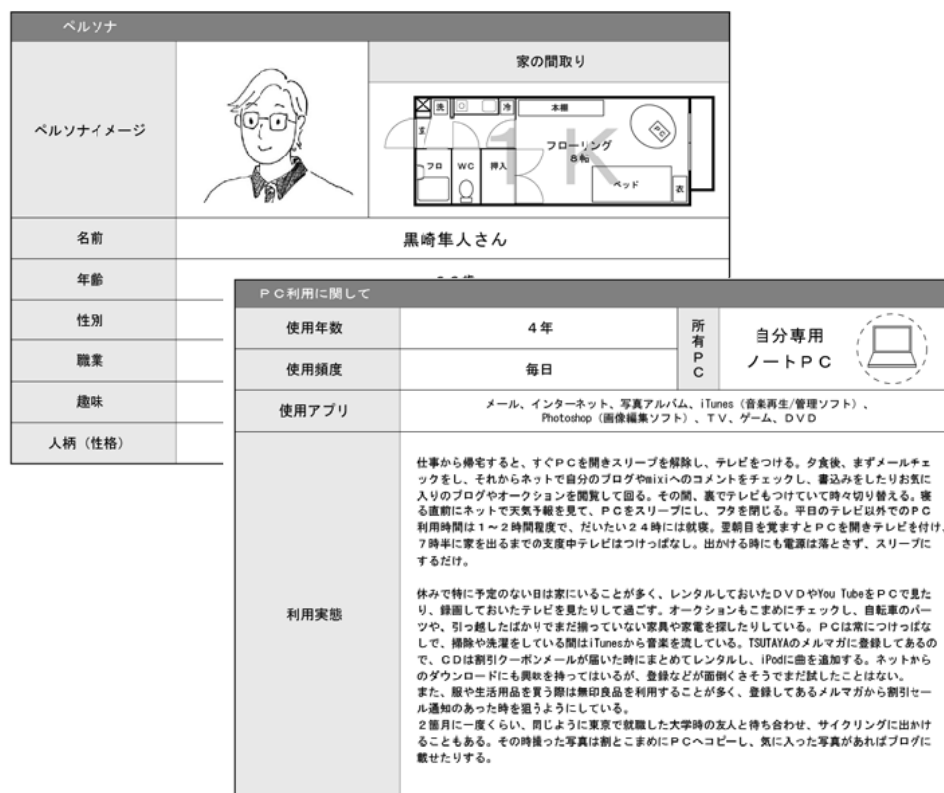 ペルソナ
ペルソナイメージ
家の間取り
洗
冷
本棚
PC
玄
1K
フローリング
8帖
フロ
WC
押入
ベッド
衣
名前
黒崎隼人さん
年齢
性別
職業
趣味
人柄（性格）
ＰＣ利用に関して
使用年数
4年
所有ＰＣ
自分専用
ノートＰＣ
使用頻度
毎日
使用アプリ
メール、インターネット、写真アルバム、iTunes（音楽再生/管理ソフト）、
Photoshop（画像編集ソフト）、ＴＶ、ゲーム、ＤＶＤ
利用実態
仕事から帰宅すると、すぐＰＣを開きスリープを解除し、テレビをつける。夕食後、まずメールチェ
ックをし、それからネットで自分のブログやmixiへのコメントをチェックし、書込みをしたりお気に
入りのブログやオークションを閲覧して回る。その間、裏でテレビもつけていて時々切り替える。寝
る直前にネットで天気予報を見て、ＰＣをスリープにし、フタを閉じる。平日のテレビ以外でのＰＣ
利用時間は１～２時間程度で、だいたい２４時には就寝。翌朝目を覚ますとＰＣを開きテレビを付け、
７時半に家を出るまでの支度中テレビはつけっぱなし。出かける時にも電源は落とさず、スリープに
するだけ。
休みで特に予定のない日は家にいることが多く、レンタルしておいたＤＶＤやYou TubeをＰＣで見た
り、録画しておいたテレビを見たりして過ごす。オークションもこまめにチェックし、自転車のパー
ツや、引っ越したばかりでまだ揃っていない家具や家電を探したりしている。ＰＣは常につけっぱな
しで、掃除や洗濯をしている間はiTunesから音楽を流している。TSUTAYAのメルマガに登録してあるの
で、ＣＤは割引クーポンメールが届いた時にまとめてレンタルし、iPodに曲を追加する。ネットから
のダウンロードにも興味を持ってはいるが、登録などが面倒くさそうでまだ試したことはない。
また、服や生活用品を買う際は無印良品を利用することが多く、登録してあるメルマガから割引セー
ル通知のあった時を狙うようにしている。
２箇月に一度くらい、同じように東京で就職した大学時の友人と待ち合わせ、サイクリングに出かけ
ることもある。その時撮った写真は割とこまめにＰＣへコピーし、気に入った写真があればブログに
載せたりする。